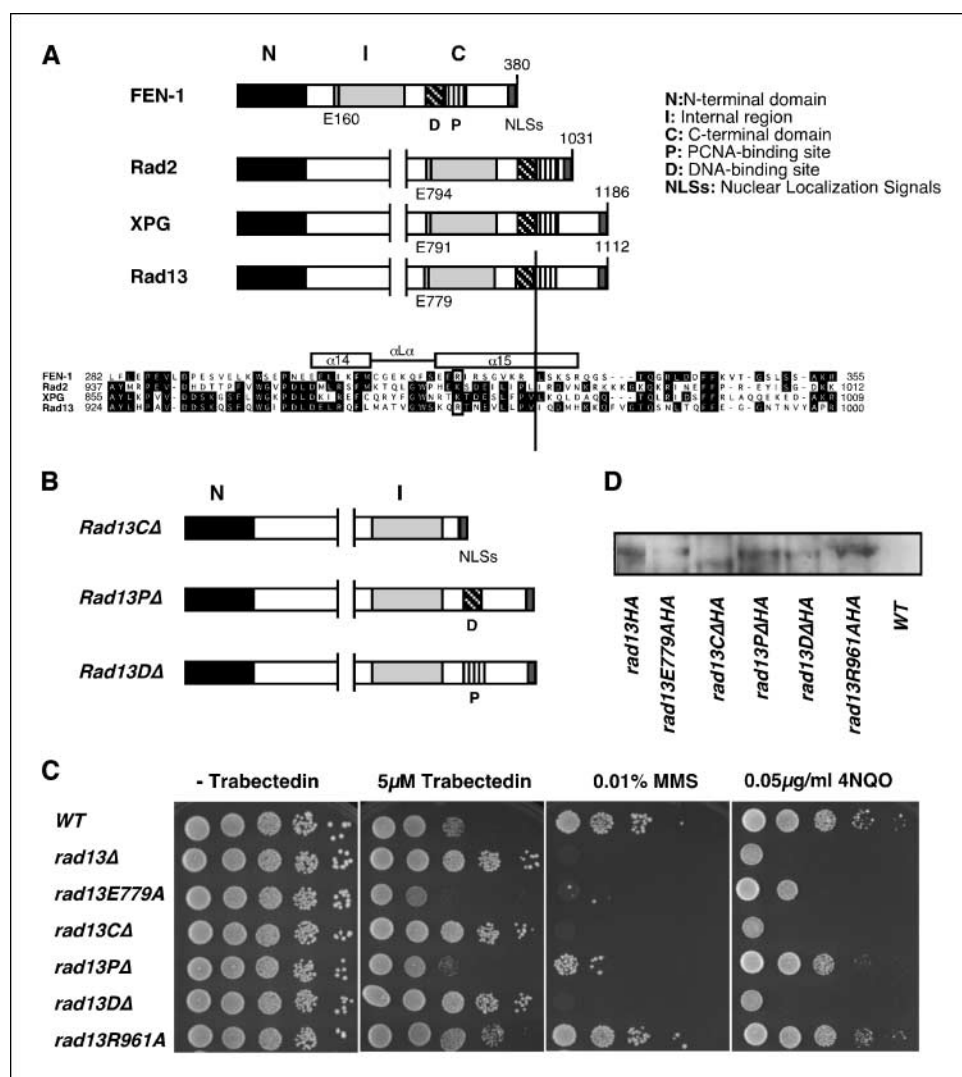 A
N I C
380
FEN-1
E160 D P NLSs
1031
Rad2
E794
1186
XPG
E791
1112
Rad13
E779
N:N-terminal domain
I: Internal region
C: C-terminal domain
P: PCNA-binding site
D: DNA-binding site
NLSs: Nuclear Localization Signals
α14 αLα α15
FEN-1 282 355
Rad2 937 1012
XPG 855 1009
Rad13 924 1000
B
N I
Rad13CΔ
NLSs
Rad13PΔ
D
Rad13DΔ
P
D
rad13HA
rad13E779AHA
rad13CΔHA
rad13PΔHA
rad13DΔHA
rad13R961AHA
WT
C
- Trabectedin 5μM Trabectedin 0.01% MMS 0.05μg/ml 4NQO
WT
rad13Δ
rad13E779A
rad13CΔ
rad13PΔ
rad13DΔ
rad13R961A